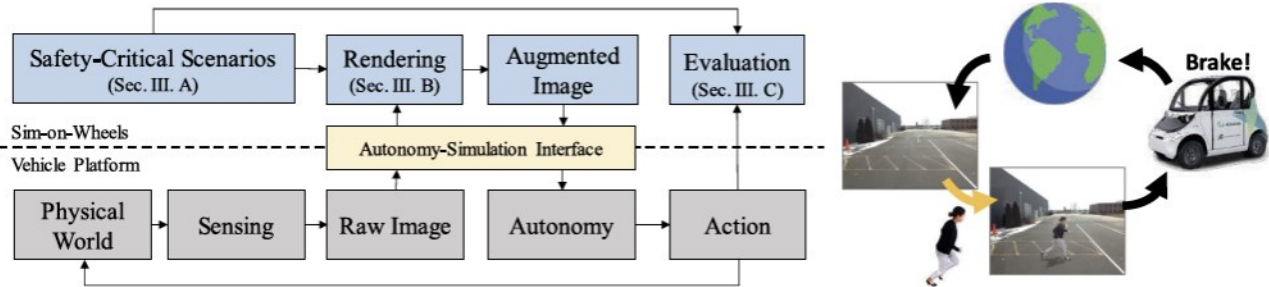 Safety-Critical Scenarios
(Sec. III. A)
Rendering
(Sec. III. B)
Augmented
Image
Evaluation
(Sec. III. C)
Sim-on-Wheels
Vehicle Platform
Autonomy-Simulation Interface
Physical
World
Sensing
Raw Image
Autonomy
Action
Brake!